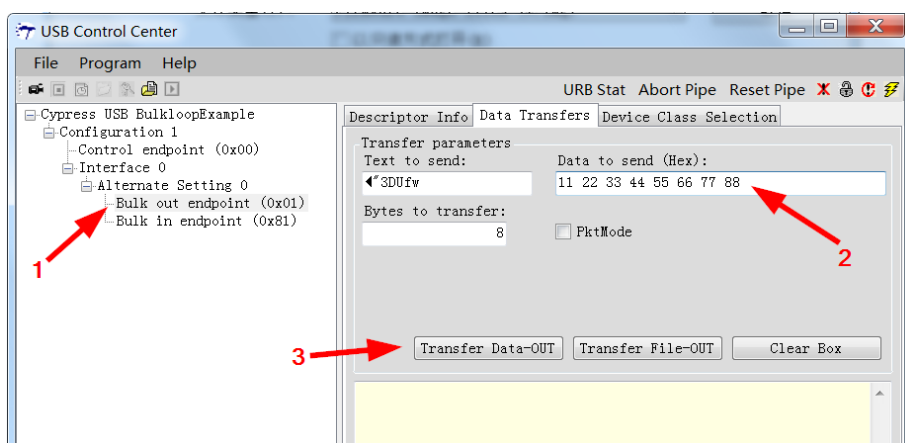 USB Control Center
File Program Help
URB Stat Abort Pipe Reset Pipe
Cypress USB BulkloopExample
Configuration 1
Control endpoint (0x00)
Interface 0
Alternate Setting 0
Bulk out endpoint (0x01)
Bulk in endpoint (0x81)
1
Descriptor Info Data Transfers Device Class Selection
Transfer parameters
Text to send: Data to send (Hex):
3DUfw 11 22 33 44 55 66 77 88
Bytes to transfer:
8 PktMode
2
3
Transfer Data-OUT Transfer File-OUT Clear Box